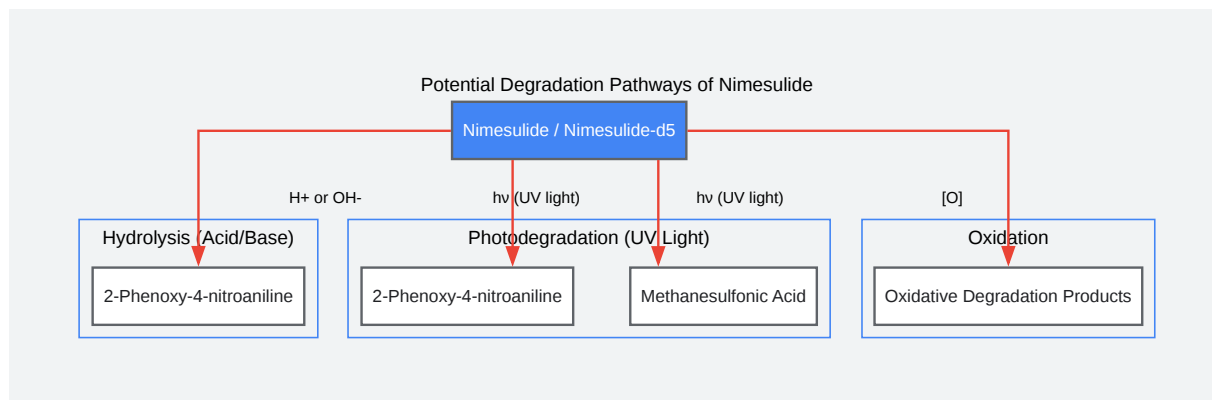 Potential Degradation Pathways of Nimesulide
Nimesulide / Nimesulide-d5
H+ or OH-
hν (UV light)
hν (UV light)
[O]
Hydrolysis (Acid/Base)
Photodegradation (UV Light)
Oxidation
2-Phenoxy-4-nitroaniline
2-Phenoxy-4-nitroaniline
Methanesulfonic Acid
Oxidative Degradation Products